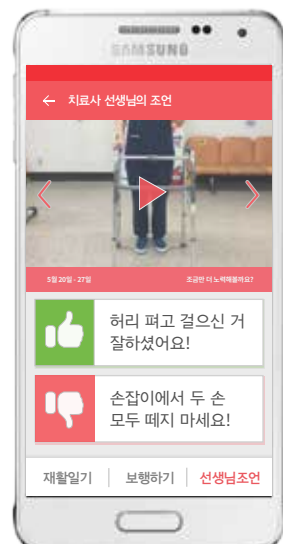 SAMSUNG
치료사 선생님의 조언
5월 20일 - 27일 조금만 더 노력해볼까요?
허리 펴고 걸으신 거
잘하셨어요!
손잡이에서 두 손
모두 떼지 마세요!
재활일기 보행하기 선생님조언